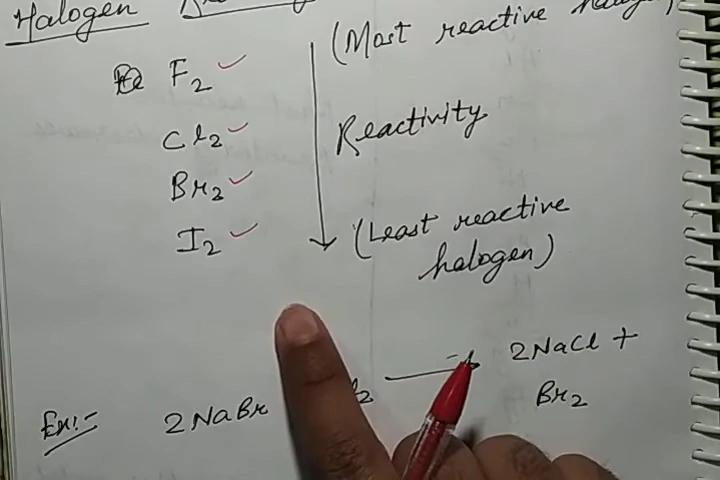 Halogen
(Most reactive
F2
Cl2
Reactivity
Br2
I2
(Least reactive
halogen)
2NaCl +
Ex:- 2NaBr
Br2